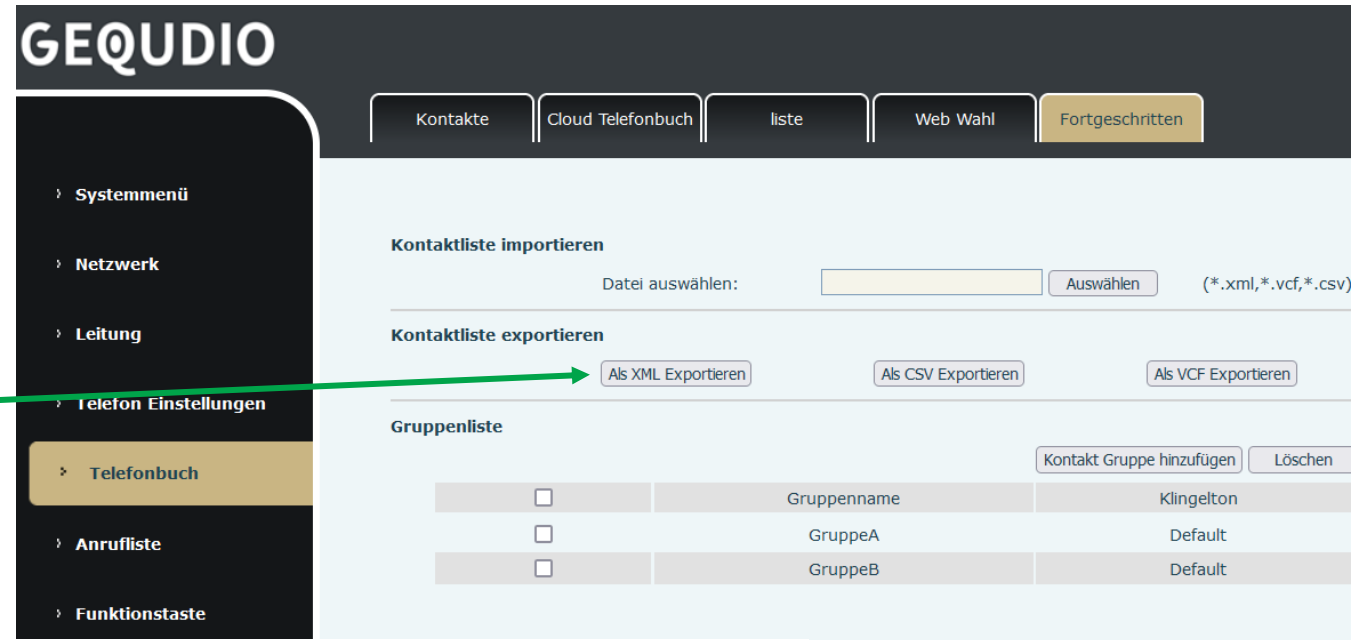 GEQUDIO
Kontakte
Cloud Telefonbuch
liste
Web Wahl
Fortgeschritten
Systemmenü
Netzwerk
Leitung
Telefon Einstellungen
Telefonbuch
Anrufliste
Funktionstaste
Kontaktliste importieren
Datei auswählen: Auswählen (*.xml,*.vcf,*.csv)
Kontaktliste exportieren
Als XML Exportieren Als CSV Exportieren Als VCF Exportieren
Gruppenliste
Kontakt Gruppe hinzufügen Löschen
Gruppenname Klingelton
GruppeA Default
GruppeB Default